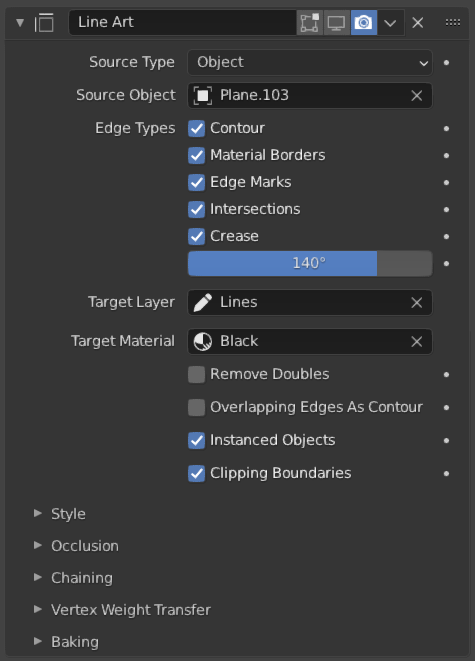 Line Art
Source Type Object
Source Object Plane.103
Edge Types Contour
Material Borders
Edge Marks
Intersections
Crease
140°
Target Layer Lines
Target Material Black
Remove Doubles
Overlapping Edges As Contour
Instanced Objects
Clipping Boundaries
Style
Occlusion
Chaining
Vertex Weight Transfer
Baking